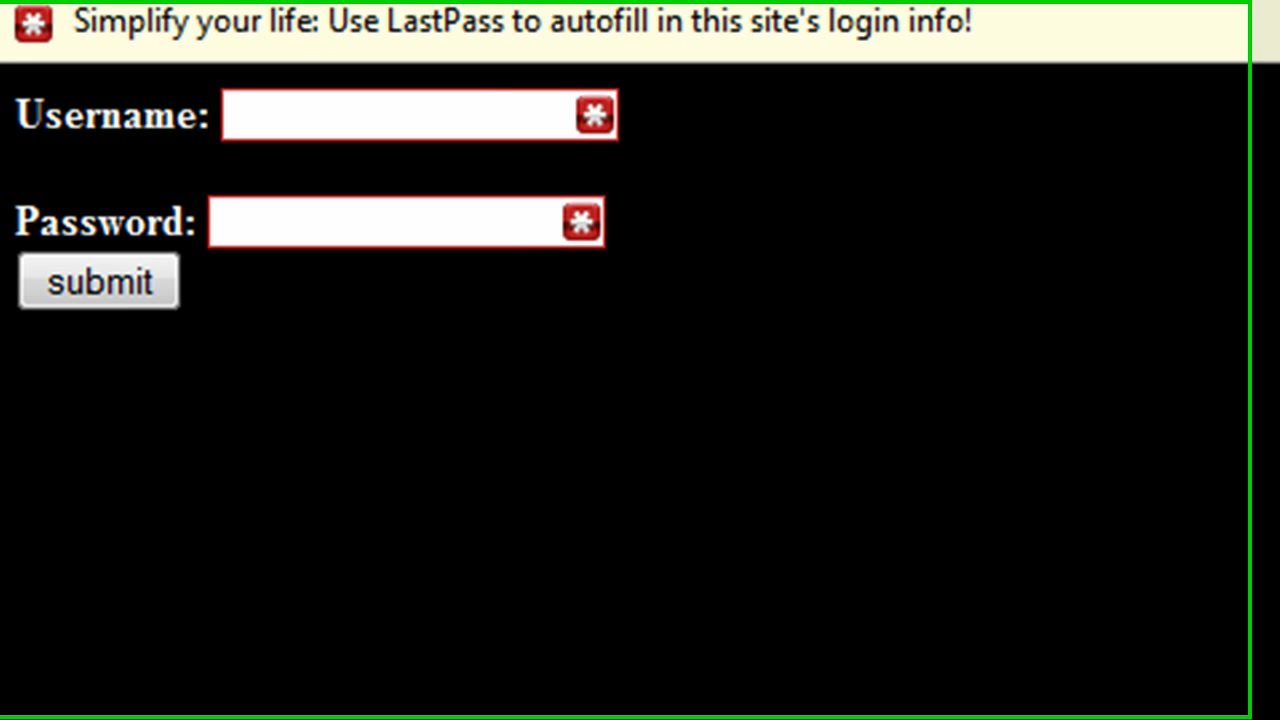 Simplify your life: Use LastPass to autofill in this site's login info!
Username:
Password:
submit